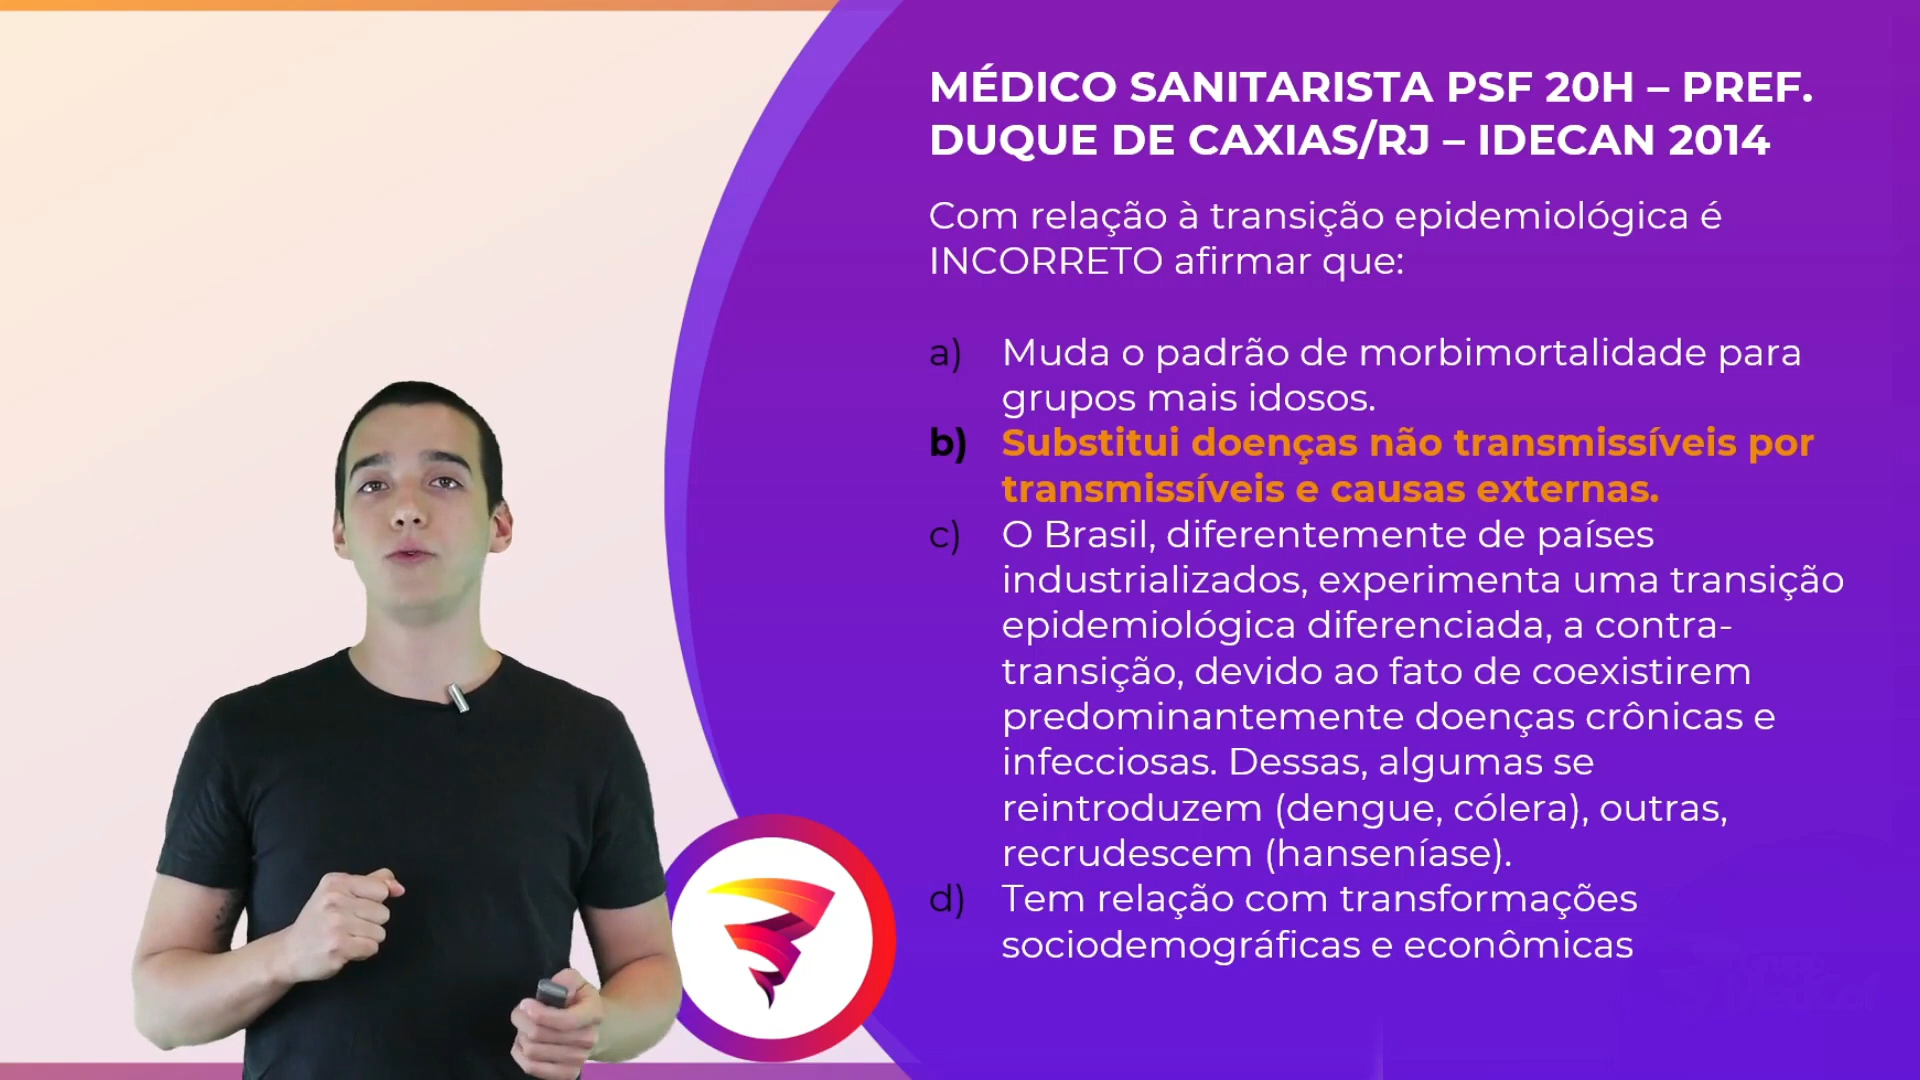 MÉDICO SANITARISTA PSF 20H – PREF.
DUQUE DE CAXIAS/RJ – IDECAN 2014
Com relação à transição epidemiológica é
INCORRETO afirmar que:
a) Muda o padrão de morbimortalidade para
grupos mais idosos.
b) Substitui doenças não transmissíveis por
transmissíveis e causas externas.
c) O Brasil, diferentemente de países
industrializados, experimenta uma transição
epidemiológica diferenciada, a contra-
transição, devido ao fato de coexistirem
predominantemente doenças crônicas e
infecciosas. Dessas, algumas se
reintroduzem (dengue, cólera), outras,
recrudescem (hanseníase).
d) Tem relação com transformações
sociodemográficas e econômicas